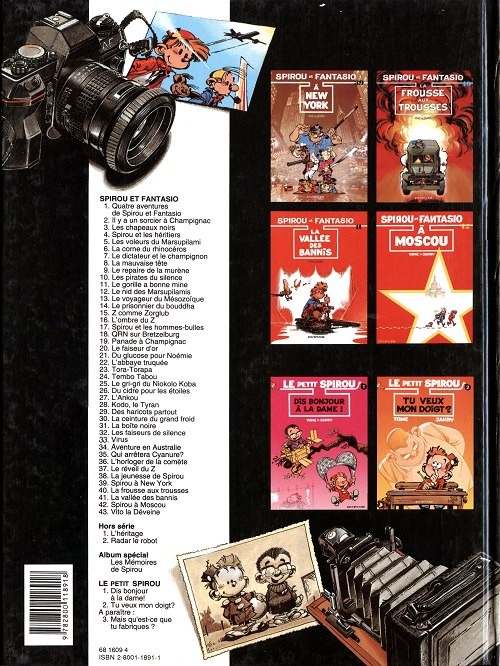 SPIROU ET FANTASIO
1. Quatre aventures
de Spirou et Fantasio
2. Il y a un sorcier à Champignac
3. Les chapeaux noirs
4. Spirou et les héritiers
5. Les voleurs du Marsupilami
6. La corne du rhinocéros
7. Le dictateur et le champignon
8. La mauvaise tête
9. Le repaire de la murène
10. Les pirates du silence
11. Le gorille a bonne mine
12. Le nid des Marsupilamis
13. Le voyageur du Mésozoïque
14. Le prisonnier du bouddha
15. Z comme Zorglub
16. L'ombre du Z
17. Spirou et les hommes-bulles
18. QRN sur Bretzelburg
19. Panade à Champignac
20. Le faiseur d'or
21. Du glucose pour Noémie
22. L'abbaye truquée
23. Tora-Torapa
24. Tembo Tabou
25. Le gri-gri du Niokolo Koba
26. Du cidre pour les étoiles
27. L'Ankou
28. Kodo, le Tyran
29. Des haricots partout
30. La ceinture du grand froid
31. La boîte noire
32. Les faiseurs de silence
33. Virus
34. Aventure en Australie
35. Qui arrêtera Cyanure?
36. L'horloger de la comète
37. Le réveil du Z
38. La jeunesse de Spirou
39. Spirou à New York
40. La frousse aux trousses
41. La vallée des bannis
42. Spirou à Moscou
43. Vito la Déveine
Hors série
1. L'héritage
2. Radar le robot
Album spécial
Les Mémoires
de Spirou
LE PETIT SPIROU
1. Dis bonjour
à la dame!
2. Tu veux mon doigt?
A paraître :
3. Mais qu'est-ce que
tu fabriques ?
68 1609 4
ISBN 2-8001-1891-1
9 782800 118918
SPIROU ET FANTASIO
À
NEW
YORK
SPIROU ET FANTASIO
LA
FROUSSE
AUX
TROUSSES
SPIROU ET FANTASIO
LA
VALLÉE
DES
BANNIS
SPIROU ET FANTASIO
À
MOSCOU
TOME & JANRY
DUPUIS
LE PETIT SPIROU
DIS BONJOUR
À LA DAME !
TOME & JANRY
LE PETIT SPIROU
TU VEUX
MON DOIGT?
TOME JANRY